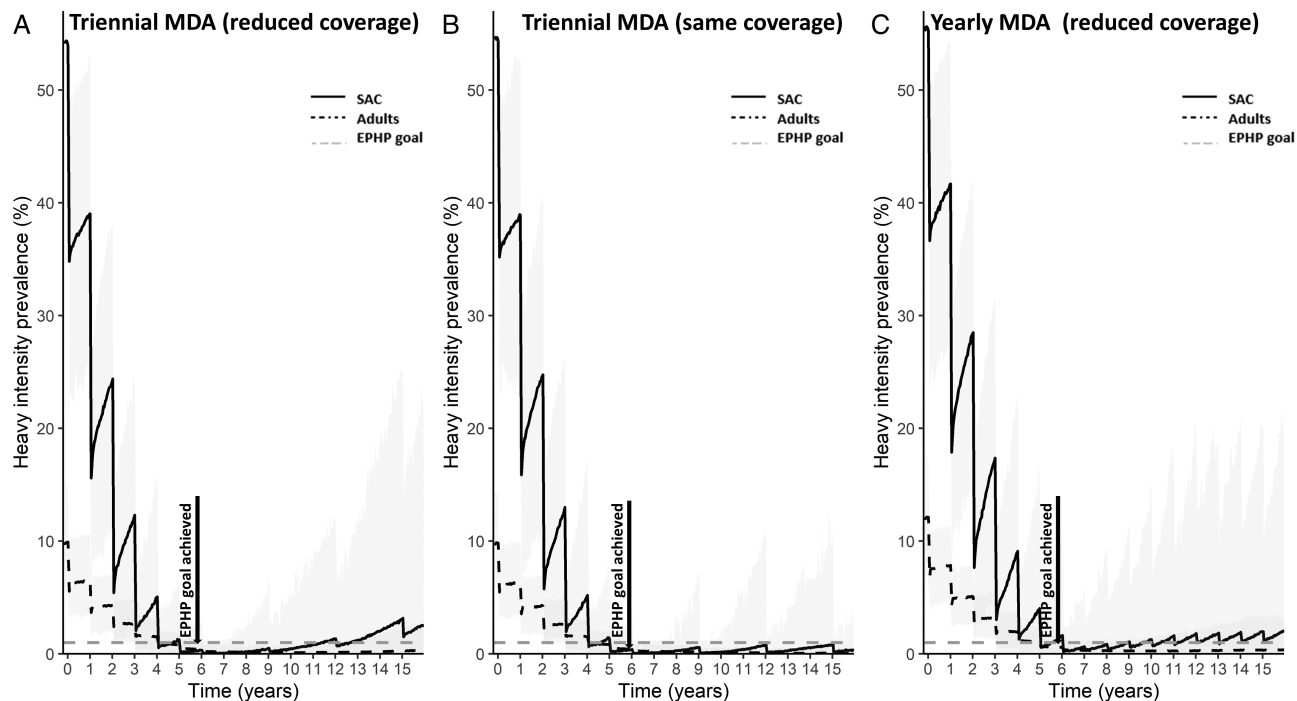 A
Triennial MDA (reduced coverage)
Heavy intensity prevalence (%)
50
40
30
20
10
0
SAC
Adults
EPHP goal
EPHP goal achieved
0 1 2 3 4 5 6 7 8 9 10 11 12 13 14 15
Time (years)
B
Triennial MDA (same coverage)
Heavy intensity prevalence (%)
50
40
30
20
10
0
SAC
Adults
EPHP goal
EPHP goal achieved
0 1 2 3 4 5 6 7 8 9 10 11 12 13 14 15
Time (years)
C
Yearly MDA (reduced coverage)
Heavy intensity prevalence (%)
50
40
30
20
10
0
SAC
Adults
EPHP goal
EPHP goal achieved
0 1 2 3 4 5 6 7 8 9 10 11 12 13 14 15
Time (years)